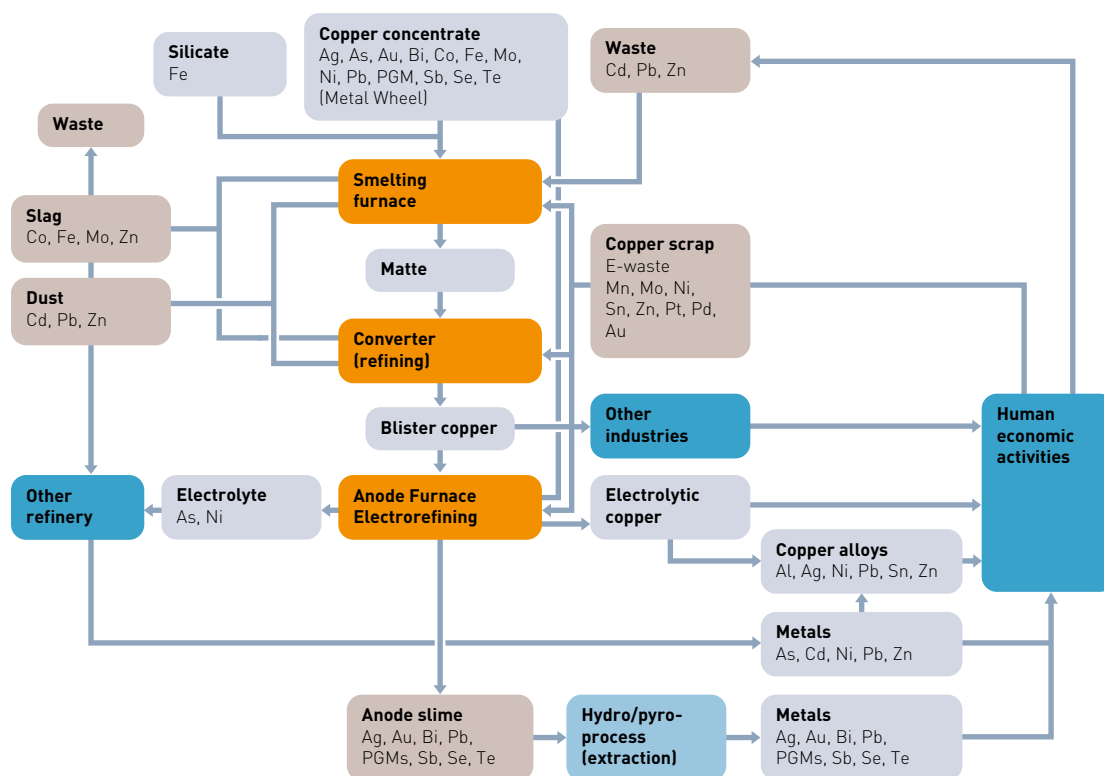 Silicate
Fe
Copper concentrate
Ag, As, Au, Bi, Co, Fe, Mo,
Ni, Pb, PGM, Sb, Se, Te
(Metal Wheel)
Waste
Cd, Pb, Zn
Waste
Smelting
furnace
Slag
Co, Fe, Mo, Zn
Copper scrap
E-waste
Mn, Mo, Ni,
Sn, Zn, Pt, Pd,
Au
Matte
Dust
Cd, Pb, Zn
Converter
(refining)
Blister copper
Other
industries
Human
economic
activities
Other
refinery
Electrolyte
As, Ni
Anode Furnace
Electrorefining
Electrolytic
copper
Copper alloys
Al, Ag, Ni, Pb, Sn, Zn
Metals
As, Cd, Ni, Pb, Zn
Anode slime
Ag, Au, Bi, Pb,
PGMs, Sb, Se, Te
Hydro/pyro-
process
(extraction)
Metals
Ag, Au, Bi, Pb,
PGMs, Sb, Se, Te